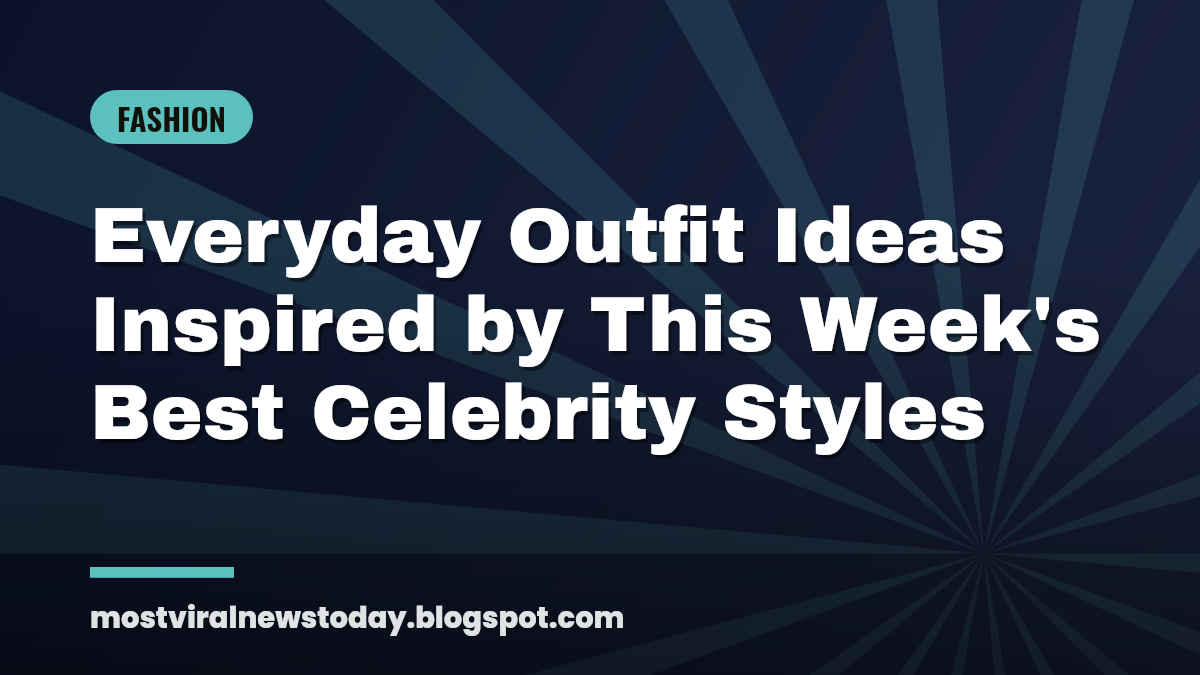 FASHION
Everyday Outfit Ideas
Inspired by This Week's
Best Celebrity Styles
mostviralnewstoday.blogspot.com